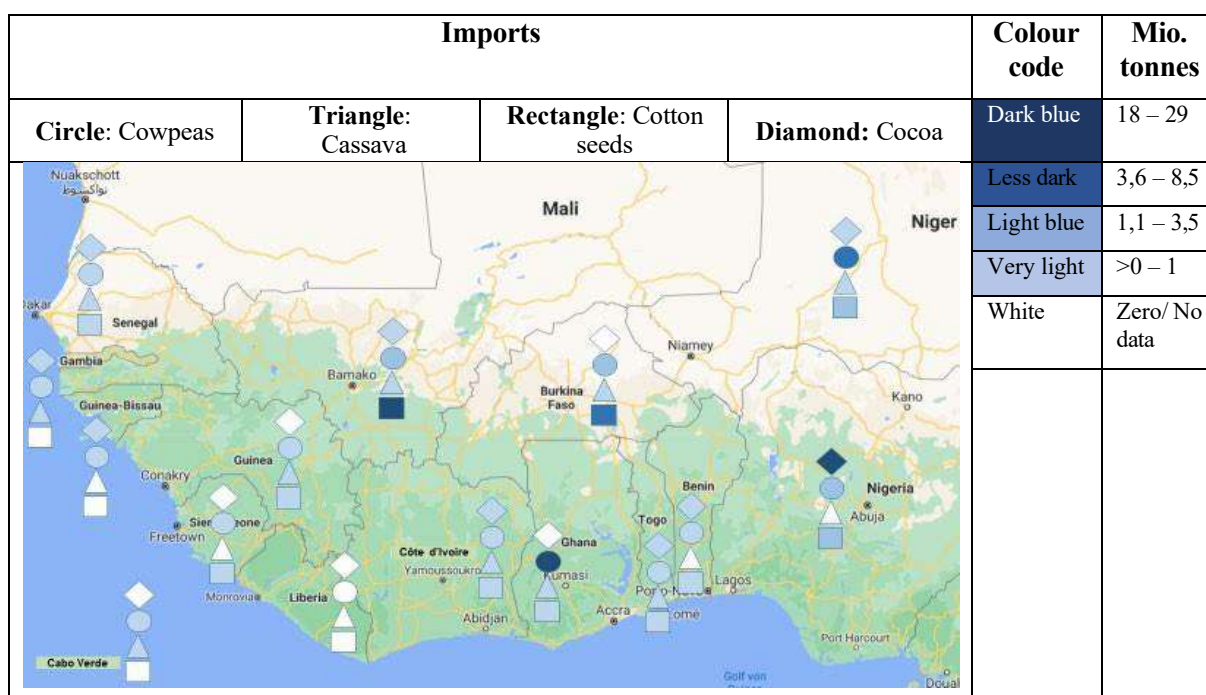 Imports
Colour code
Mio. tonnes
Circle: Cowpeas
Triangle: Cassava
Rectangle: Cotton seeds
Diamond: Cocoa
Dark blue
18 – 29
Less dark
3,6 – 8,5
Light blue
1,1 – 3,5
Very light
>0 – 1
White
Zero/ No data
Nuakschott
نواكشوط
Mali
Niger
Dakar
Senegal
Gambia
Bamako
Niamey
Burkina
Faso
Kano
Guinea-Bissau
Guinea
Conakry
Benin
Nigeria
Abuja
Freetown
Togo
Côte d'Ivoire
Ghana
Yamoussoukro
Kumasi
Lagos
Monrovia
Liberia
Accra
Abidjan
Port Harcourt
Cabo Verde
Golf von